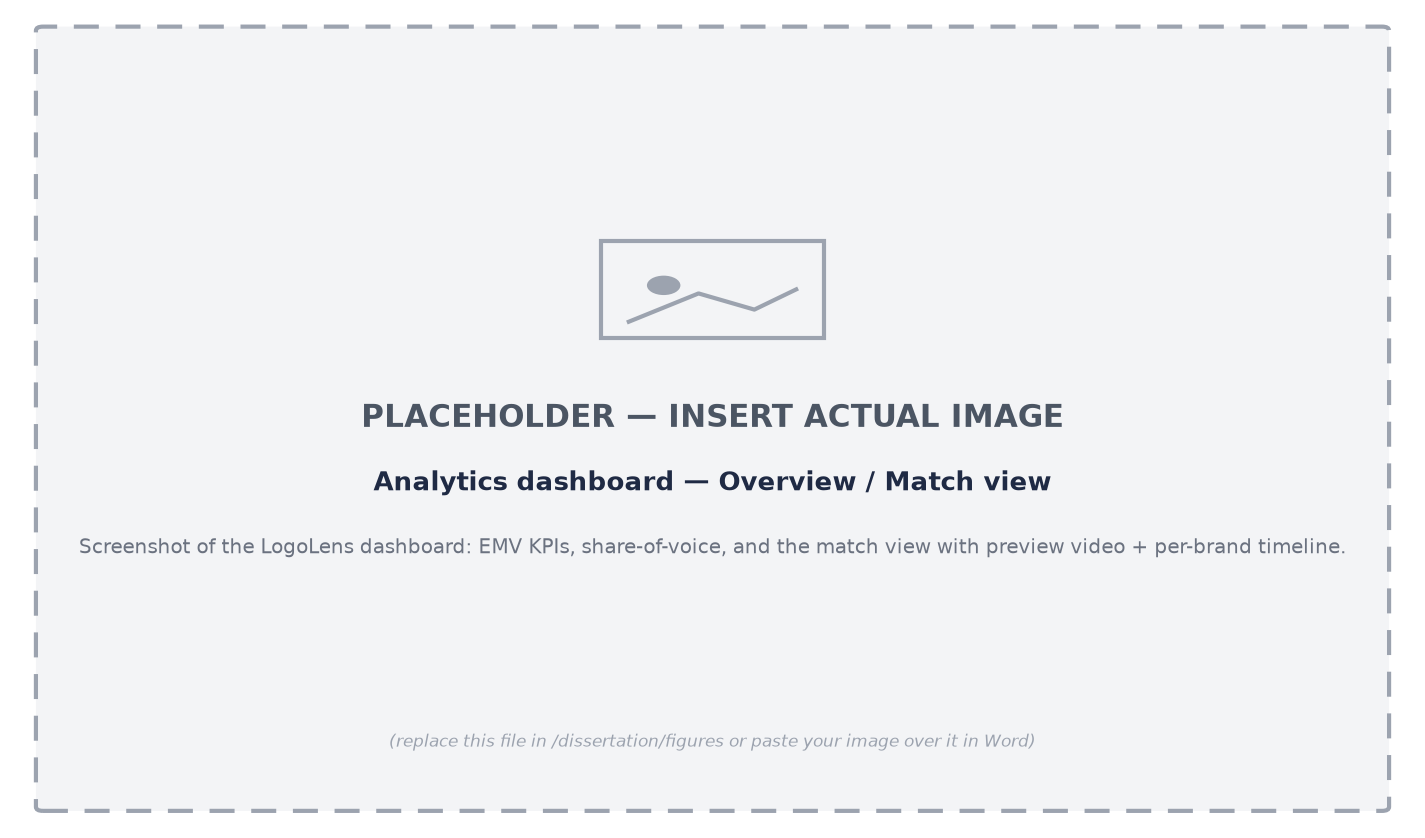 PLACEHOLDER — INSERT ACTUAL IMAGE
Analytics dashboard — Overview / Match view
Screenshot of the LogoLens dashboard: EMV KPIs, share-of-voice, and the match view with preview video + per-brand timeline.
(replace this file in /dissertation/figures or paste your image over it in Word)